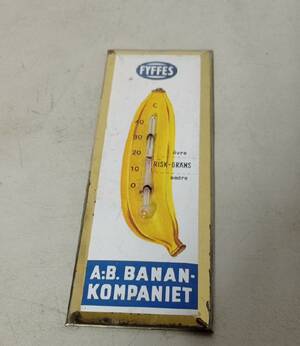 FYFFES
C
40
30
övre
20
RISK-GRÄNS
10
nedre
0
A:B. BANAN-
KOMPANIET